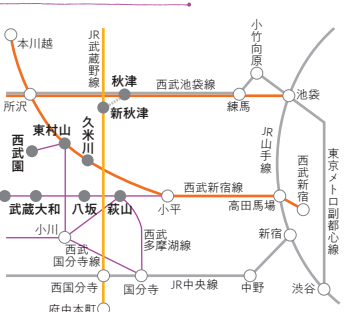 本川越
JR武蔵野線
小竹向原
秋津
西武池袋線
所沢
新秋津
練馬
池袋
東村山
久米川
西武園
JR山手線
西武新宿
東京メトロ副都心線
西武新宿線
武蔵大和
八坂
萩山
小平
高田馬場
小川
西武
国分寺線
西武
多摩湖線
新宿
西国分寺
国分寺
JR中央線
中野
渋谷
府中本町